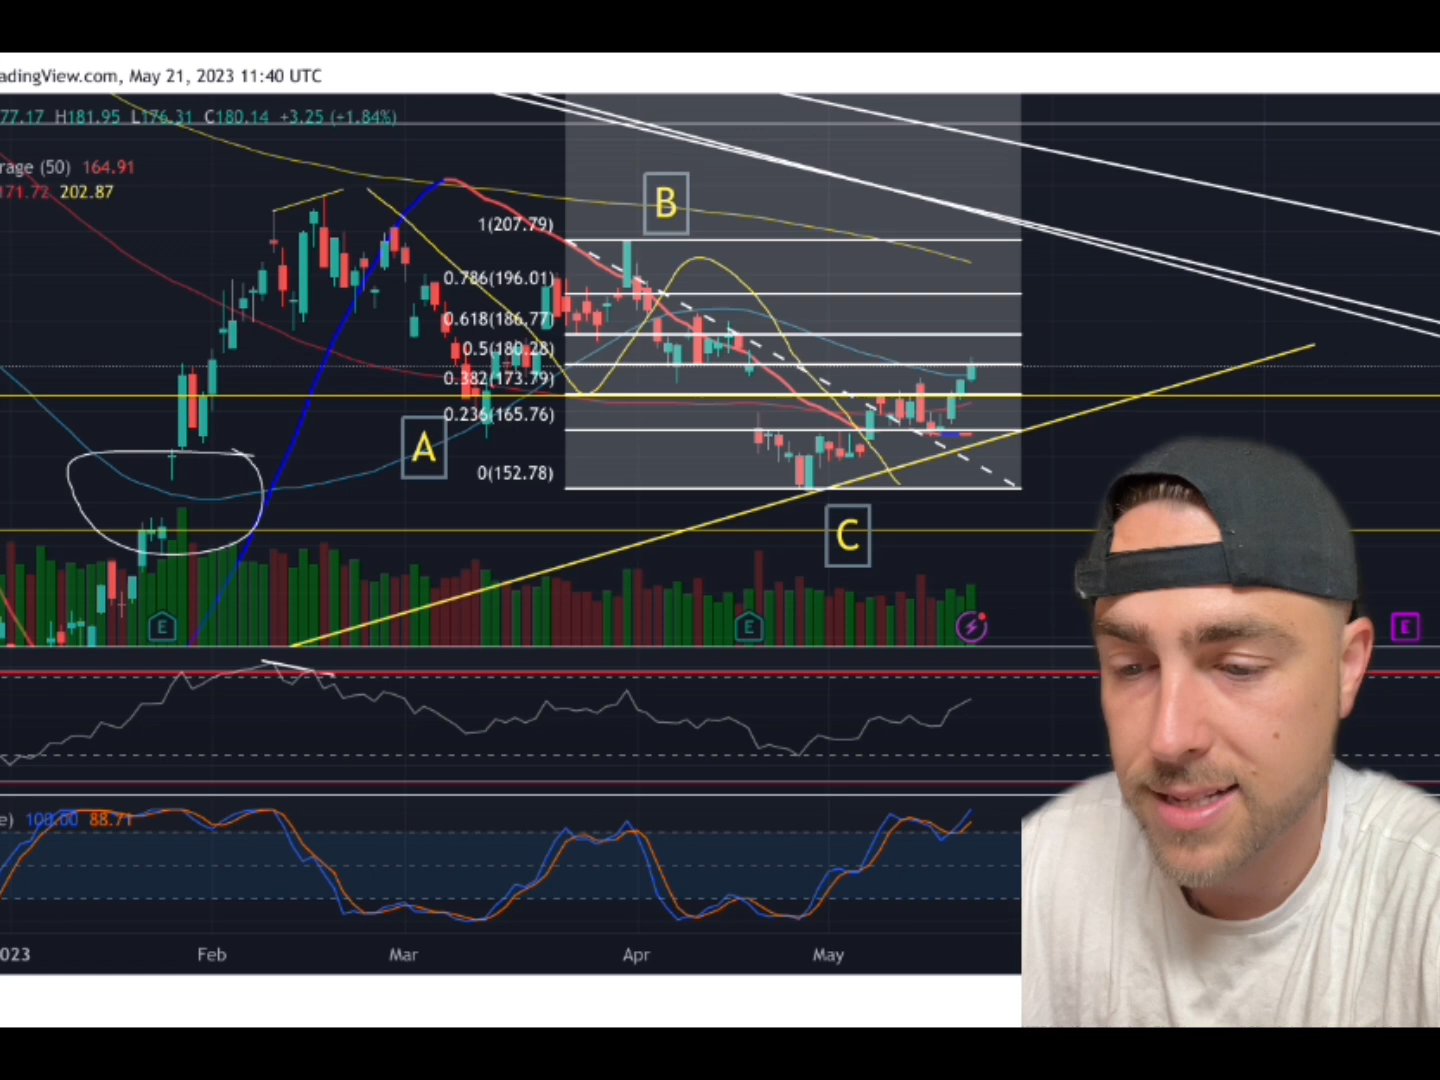 adingView.com, May 21, 2023 11:40 UTC
77.17 H181.95 L176.31 C180.14 +3.25 (+1.84%)
rage (50) 164.91
171.72 202.87
B
1(207.79)
0.786(196.01)
0.618(186.77)
0.5(180.28)
0.382(173.79)
0.236(165.76)
A
0(152.78)
C
E
E
E
e) 100.00 88.71
023 Feb Mar Apr May